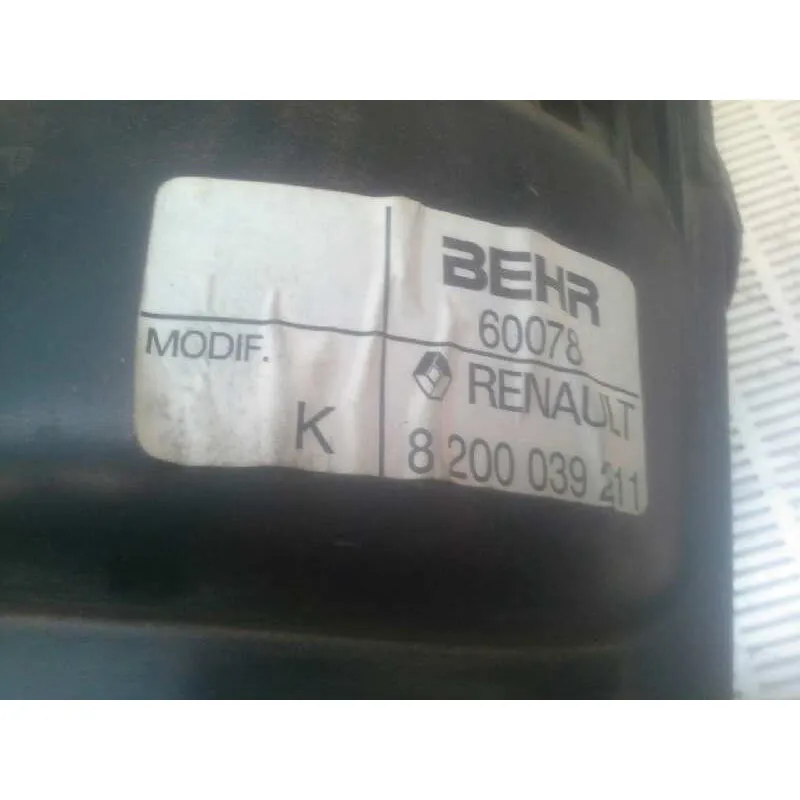 BEHR
60078
MODIF.
RENAULT
K
8 200 039 211